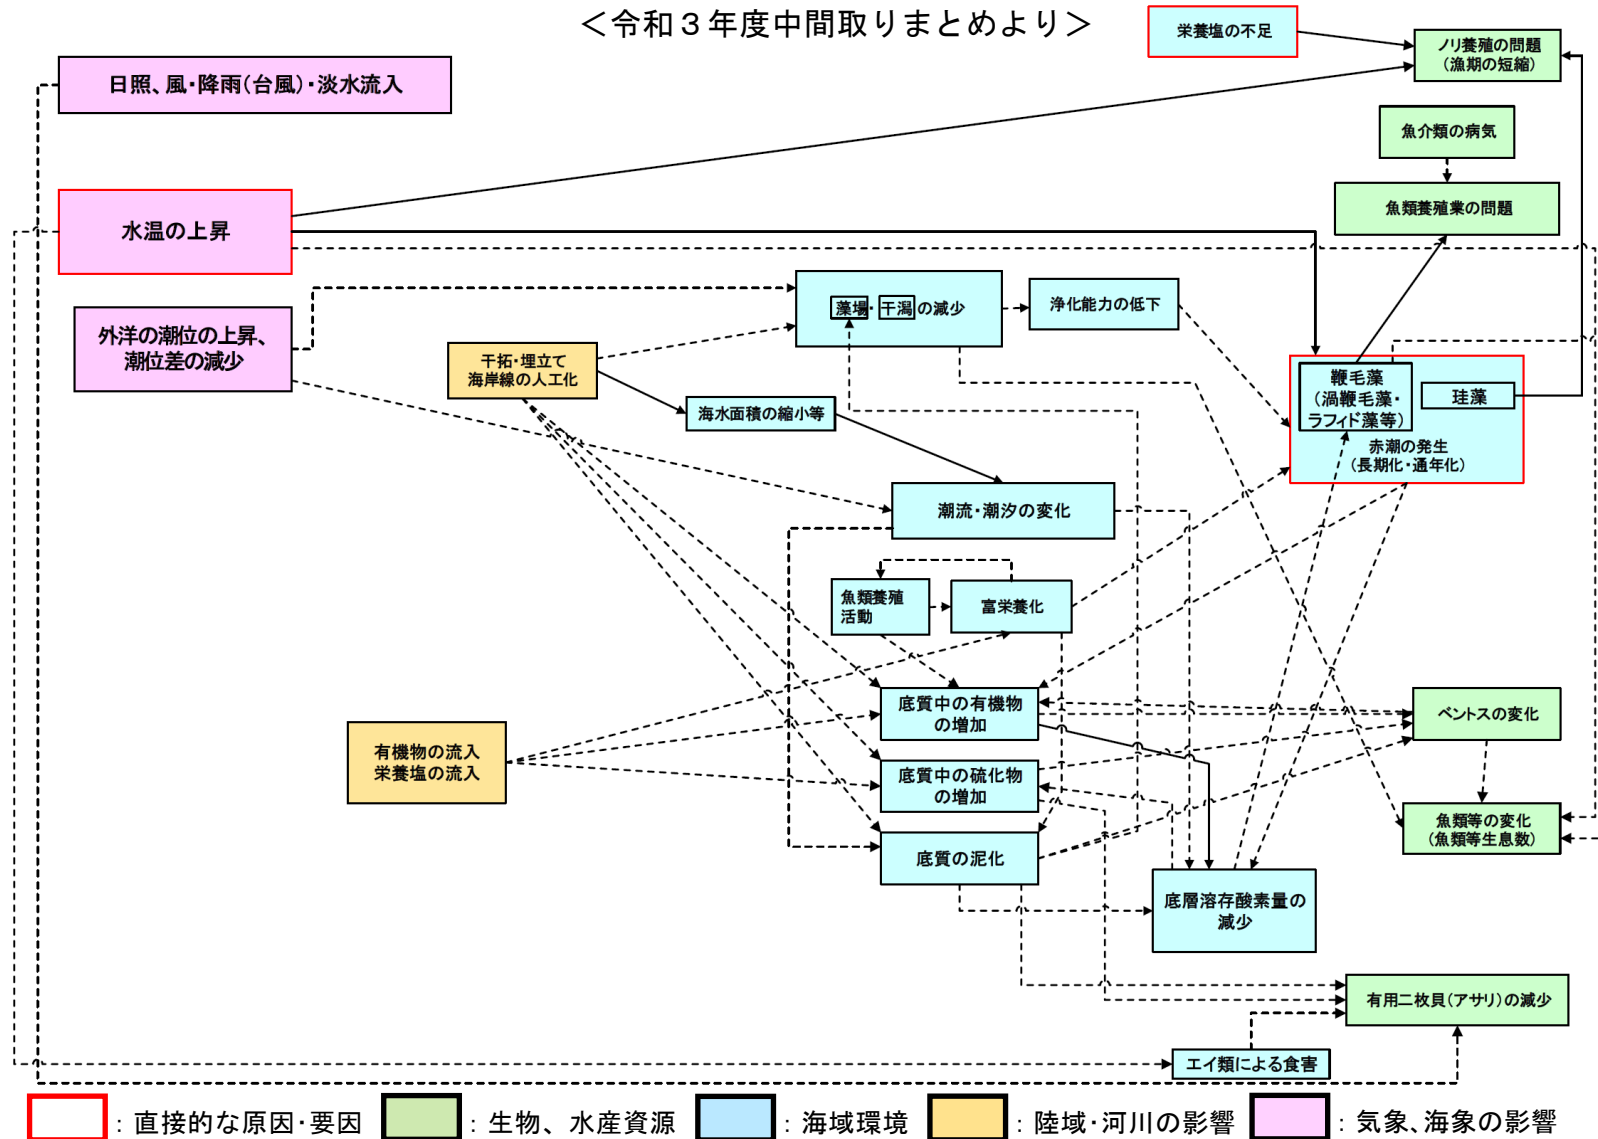 ＜令和３年度中間取りまとめより＞
栄養塩の不足
ノリ養殖の問題
（漁期の短縮）
日照、風・降雨（台風）・淡水流入
魚介類の病気
魚類養殖業の問題
水温の上昇
藻場・干潟の減少
浄化能力の低下
外洋の潮位の上昇、
潮位差の減少
干拓・埋立て
海岸線の人工化
海水面積の縮小等
鞭毛藻
（渦鞭毛藻・
ラフィド藻等）
珪藻
赤潮の発生
（長期化・通年化）
潮流・潮汐の変化
魚類養殖
活動
富栄養化
底質中の有機物
の増加
ベントスの変化
有機物の流入
栄養塩の流入
底質中の硫化物
の増加
魚類等の変化
（魚類等生息数）
底質の泥化
底層溶存酸素量の
減少
有用二枚貝（アサリ）の減少
エイ類による食害
：直接的な原因・要因
：生物、水産資源
：海域環境
：陸域・河川の影響
：気象、海象の影響